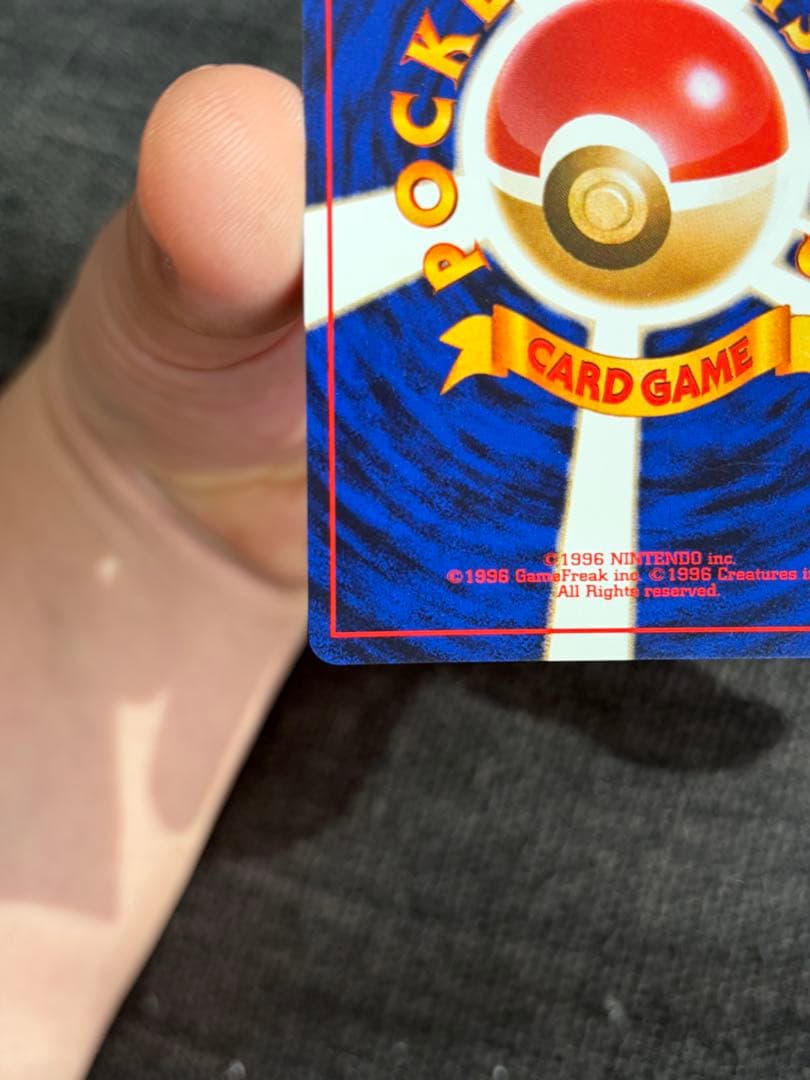 POCKE
CARD GAME
©1996 NINTENDO inc.
©1996 GameFreak inc. ©1996 Creatures i
All Rights reserved.